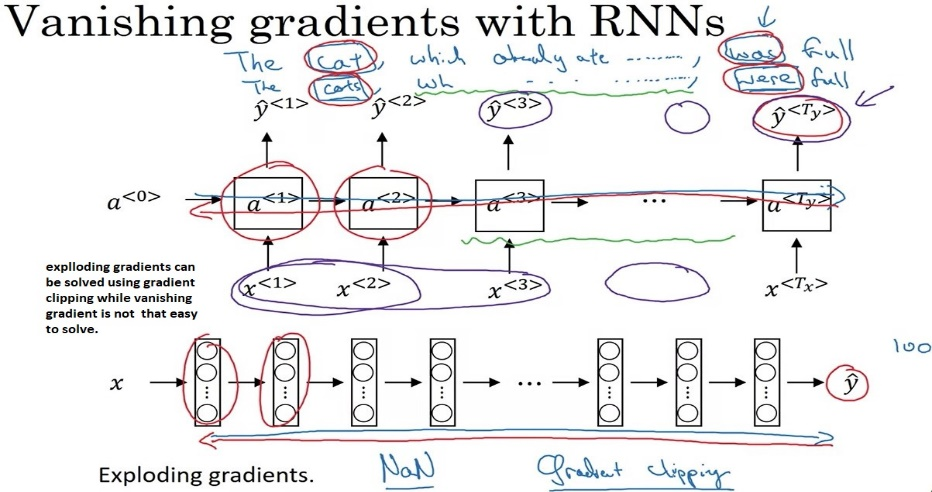 Vanishing gradients with RNNs
The cat, which already ate ........, was full
The cats, wh ........, were full
ŷ<1> ŷ<2> ŷ<3> ŷ<Ty>
a<0> a<1> a<2> a<3> ... a<Ty>
x<1> x<2> x<3> x<Tx>
explloding gradients can
be solved using gradient
clipping while vanishing
gradient is not that easy
to solve.
100
x ... ŷ
Exploding gradients. NaN Gradient clipping